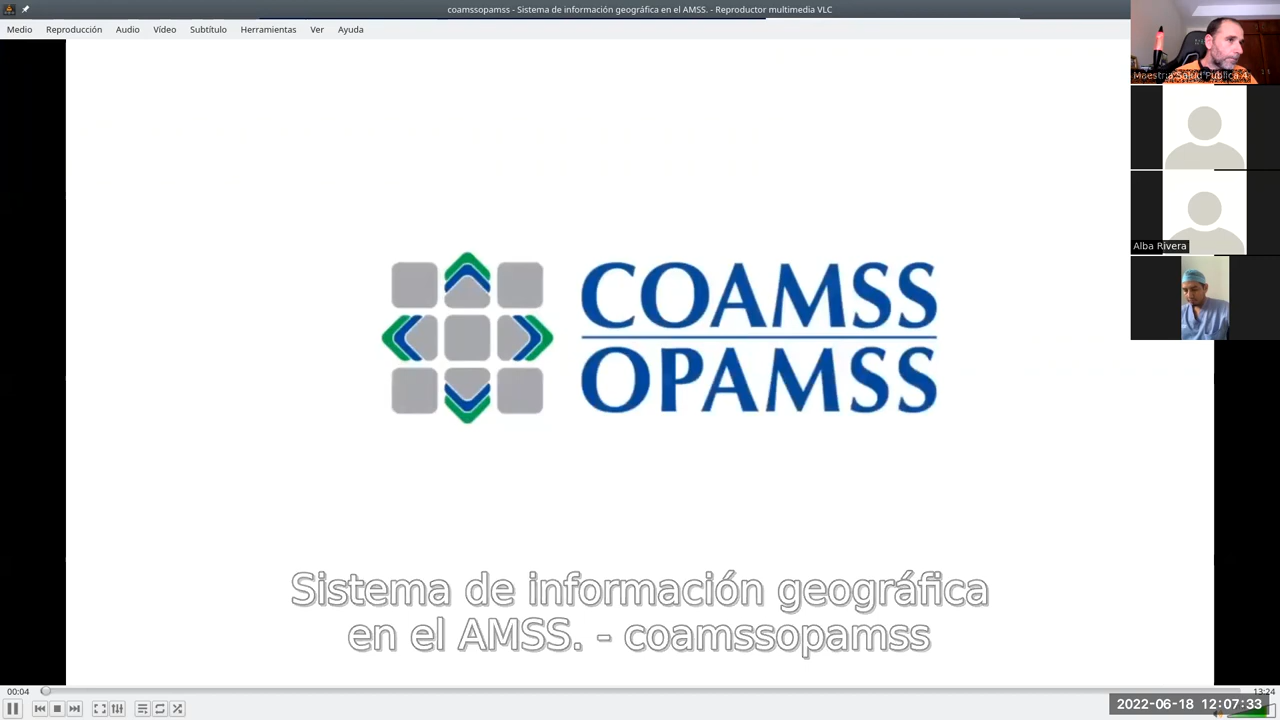 coamssopamss - Sistema de información geográfica en el AMSS. - Reproductor multimedia VLC
Medio Reproducción Audio Vídeo Subtítulo Herramientas Ver Ayuda
Maestria Salud Publica 4
Alba Rivera
COAMSS
OPAMSS
Sistema de información geográfica
en el AMSS. - coamssopamss
00:04
13:24
2022-06-18 12:07:33